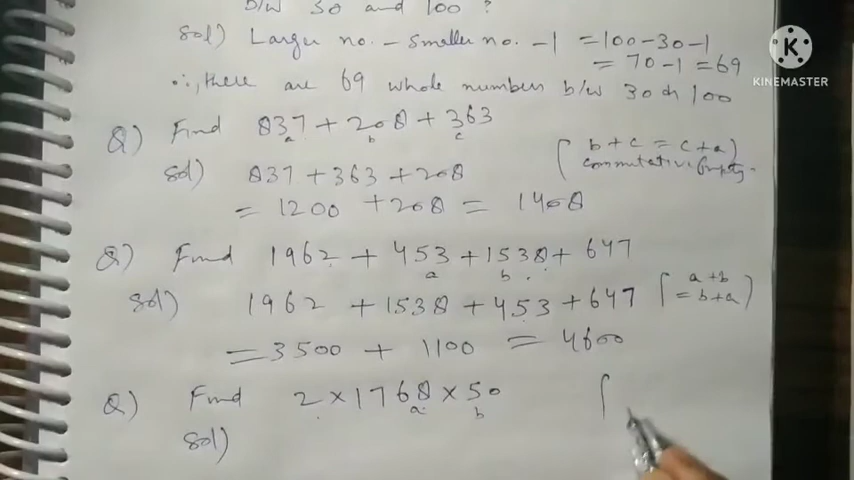 b/w 30 and 100 ?
Sol) Larger no. - Smaller no. - 1 = 100-30-1
= 70-1 = 69
∴, there are 69 whole numbers b/w 30 & 100
Q) Find 837 + 208 + 363
a b c
Sol) 837 + 363 + 208
[ b + c = c + a)
commutative
= 1200 + 208 = 1408
Q) Find 1962 + 453 + 1538 + 647
a b
Sol) 1962 + 1538 + 453 + 647
[ a + b
= b + a)
= 3500 + 1100 = 4600
Q) Find 2 × 1768 × 50
a b
Sol)
K
KINEMASTER